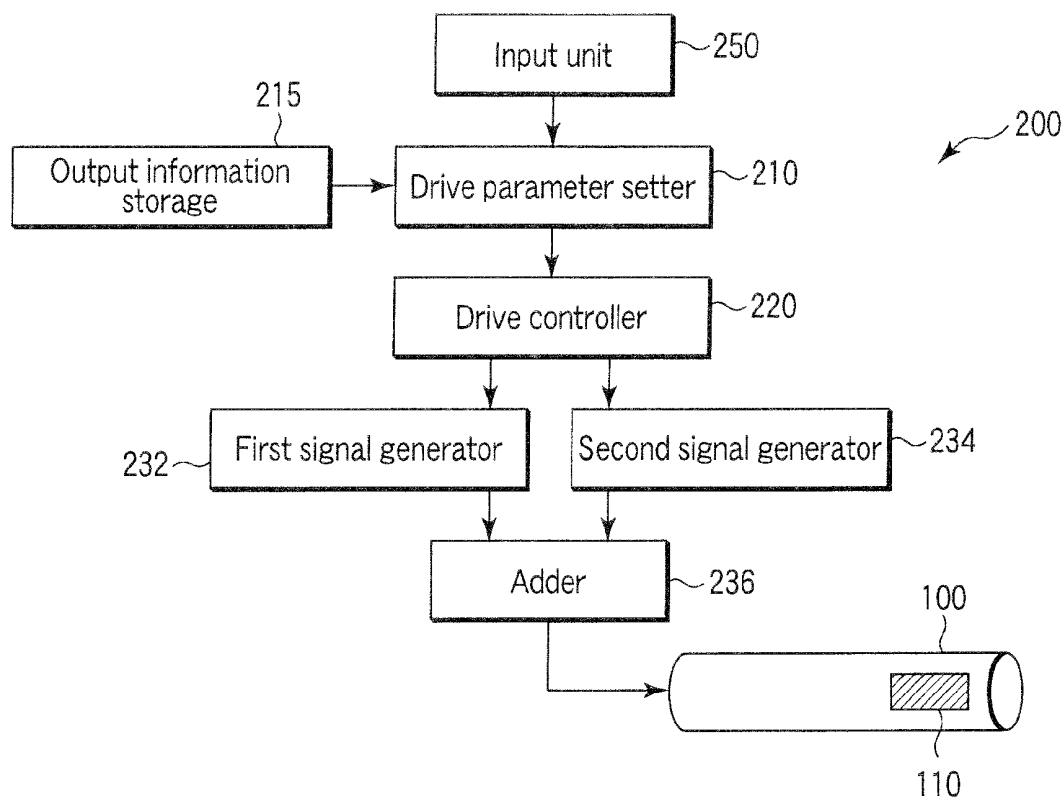 Input unit
250
215
200
Output information
storage
Drive parameter setter
210
Drive controller
220
First signal generator
232
Second signal generator
234
Adder
236
100
110